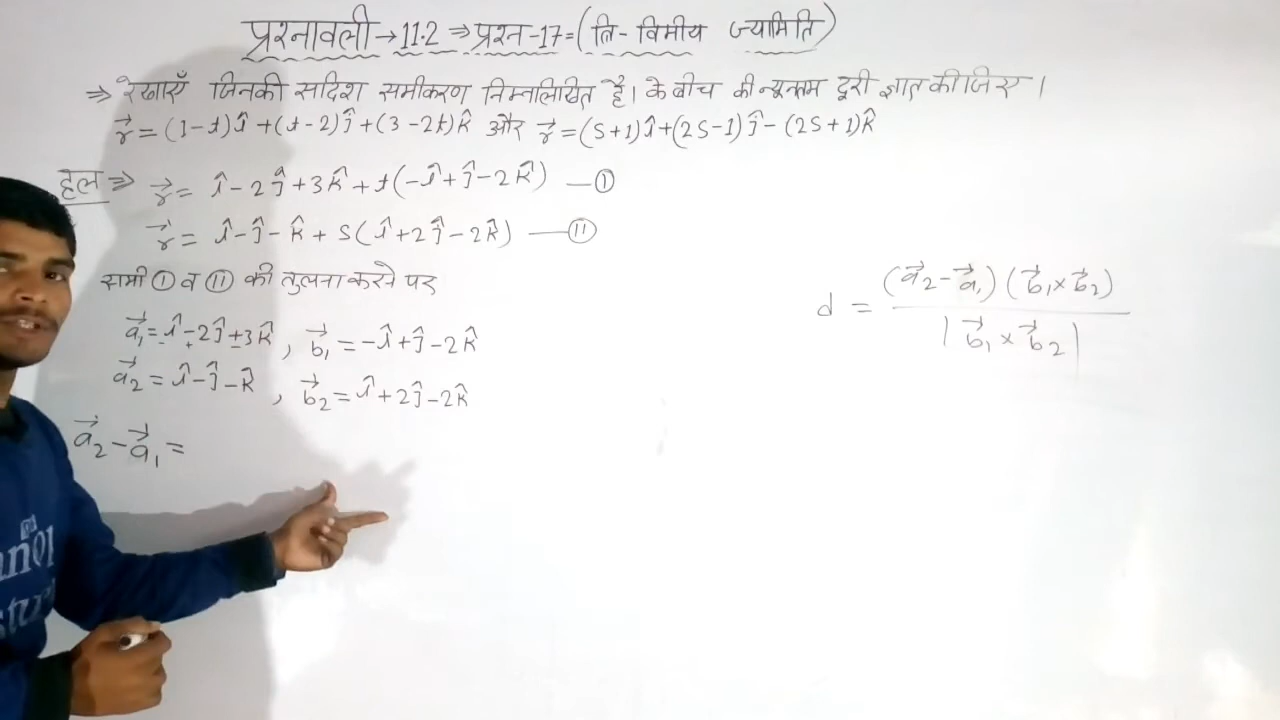 प्रश्नावली → 11.2 ⇒ प्रश्न-17 = (त्रि-विमीय ज्यामिति)
⇒ रेखाएँ जिनकी सदिश समीकरण निम्नलिखित है। के बीच की न्यूनतम दूरी ज्ञात कीजिए।
r⃗ = (1-t)î + (t-2)ĵ + (3-2t)k̂ और r⃗ = (s+1)î + (2s-1)ĵ - (2s+1)k̂
हल ⇒ r⃗ = î - 2ĵ + 3k̂ + t(-î + ĵ - 2k̂) — Ⓘ
r⃗ = î - ĵ - k̂ + s(î + 2ĵ - 2k̂) — Ⓘ Ⓘ
समी Ⓘ व Ⓘ Ⓘ की तुलना करने पर
a⃗₁ = î - 2ĵ + 3k̂ , b⃗₁ = -î + ĵ - 2k̂
a⃗₂ = î - ĵ - k̂ , b⃗₂ = î + 2ĵ - 2k̂
a⃗₂ - a⃗₁ =
d = (a⃗₂ - a⃗₁) (b⃗₁ × b⃗₂)
|b⃗₁ × b⃗₂|